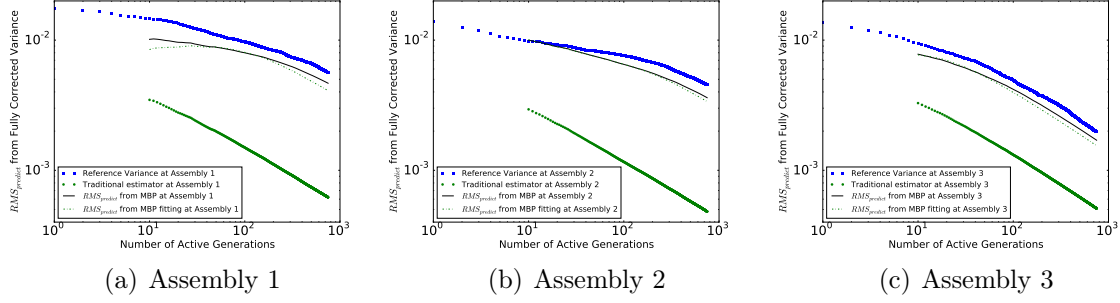 RMS_predict from Fully Corrected Variance
10^-2
10^-3
Reference Variance at Assembly 1
Traditional estimator at Assembly 1
RMS_predict from MBP at Assembly 1
RMS_predict from MBP fitting at Assembly 1
10^0 10^1 10^2 10^3
Number of Active Generations
(a) Assembly 1
RMS_predict from Fully Corrected Variance
10^-2
10^-3
Reference Variance at Assembly 2
Traditional estimator at Assembly 2
RMS_predict from MBP at Assembly 2
RMS_predict from MBP fitting at Assembly 2
10^0 10^1 10^2 10^3
Number of Active Generations
(b) Assembly 2
RMS_predict from Fully Corrected Variance
10^-2
10^-3
Reference Variance at Assembly 3
Traditional estimator at Assembly 3
RMS_predict from MBP at Assembly 3
RMS_predict from MBP fitting at Assembly 3
10^0 10^1 10^2 10^3
Number of Active Generations
(c) Assembly 3